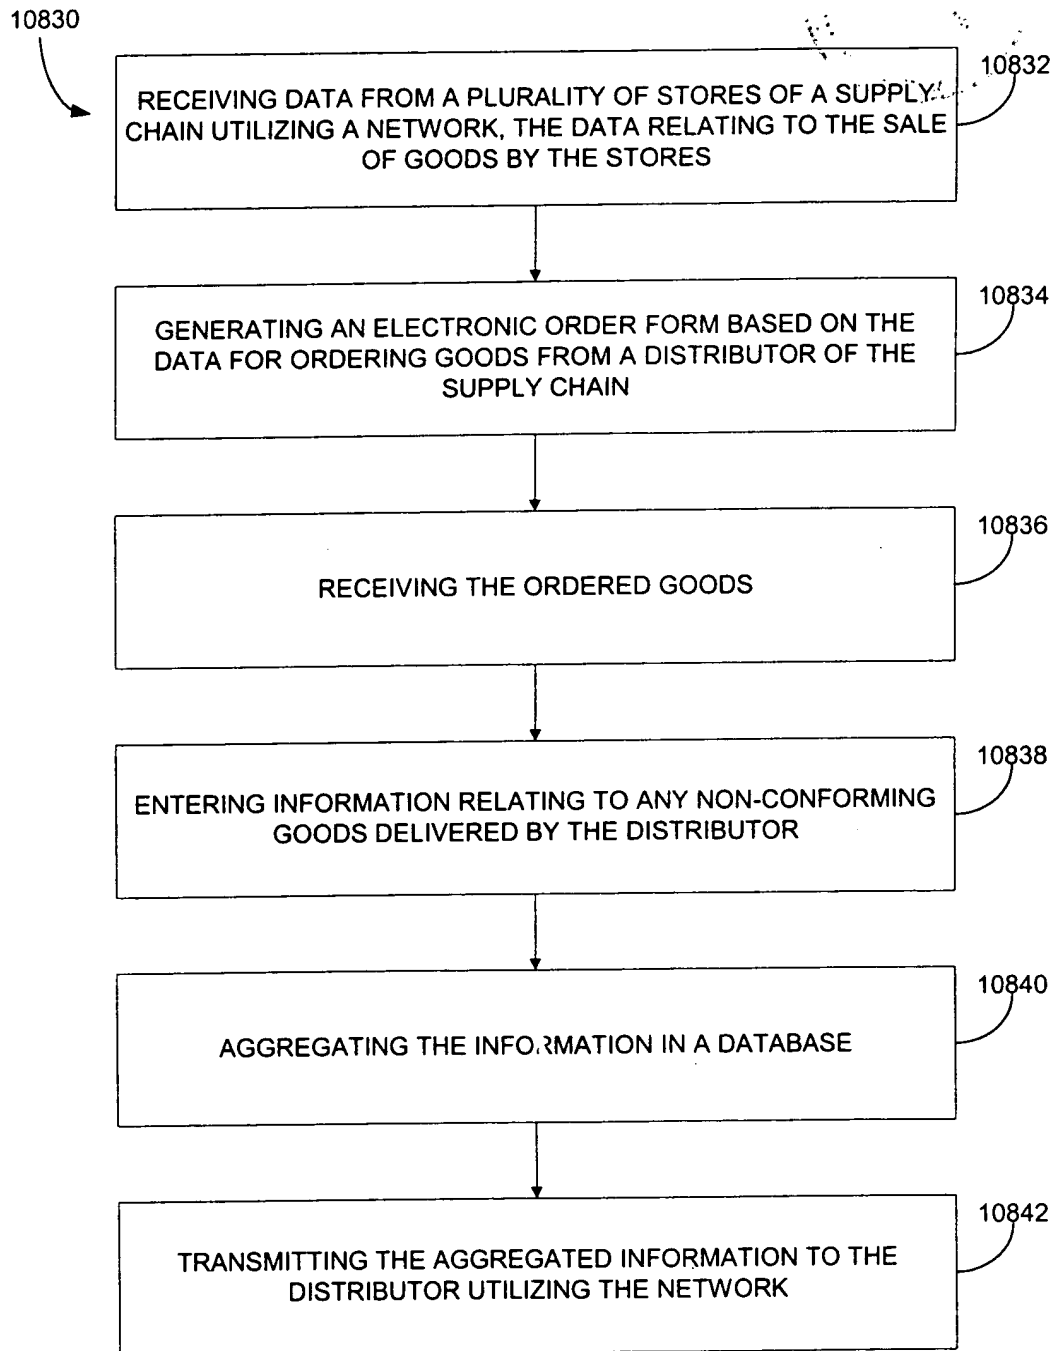 10830
10832
RECEIVING DATA FROM A PLURALITY OF STORES OF A SUPPLY
CHAIN UTILIZING A NETWORK, THE DATA RELATING TO THE SALE
OF GOODS BY THE STORES
10834
GENERATING AN ELECTRONIC ORDER FORM BASED ON THE
DATA FOR ORDERING GOODS FROM A DISTRIBUTOR OF THE
SUPPLY CHAIN
10836
RECEIVING THE ORDERED GOODS
10838
ENTERING INFORMATION RELATING TO ANY NON-CONFORMING
GOODS DELIVERED BY THE DISTRIBUTOR
10840
AGGREGATING THE INFORMATION IN A DATABASE
10842
TRANSMITTING THE AGGREGATED INFORMATION TO THE
DISTRIBUTOR UTILIZING THE NETWORK